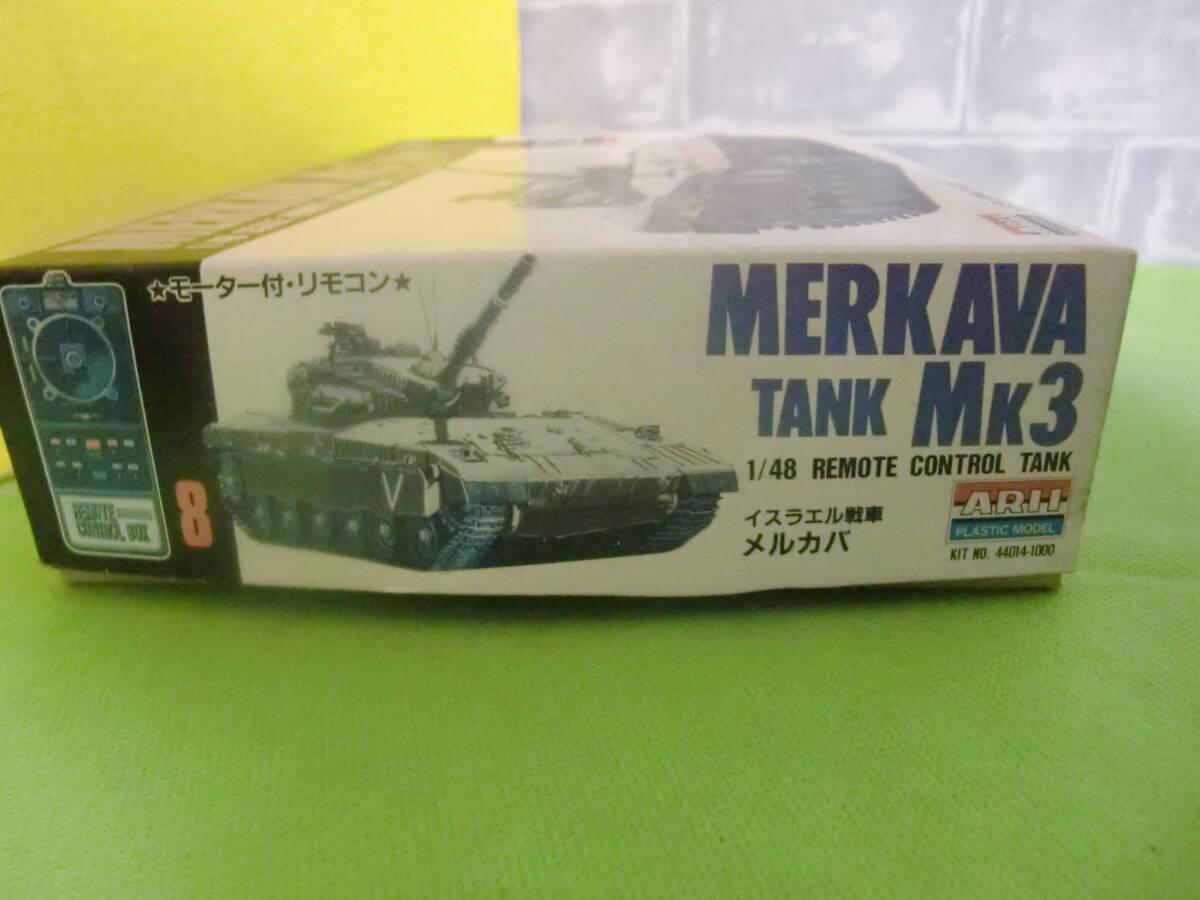 ★モーター付・リモコン★
MERKAVA
TANK MK3
1/48 REMOTE CONTROL TANK
イスラエル戦車
メルカバ
ARII
PLASTIC MODEL
KIT NO. 44014-1000
8
V
REMOTE
CONTROL BOX